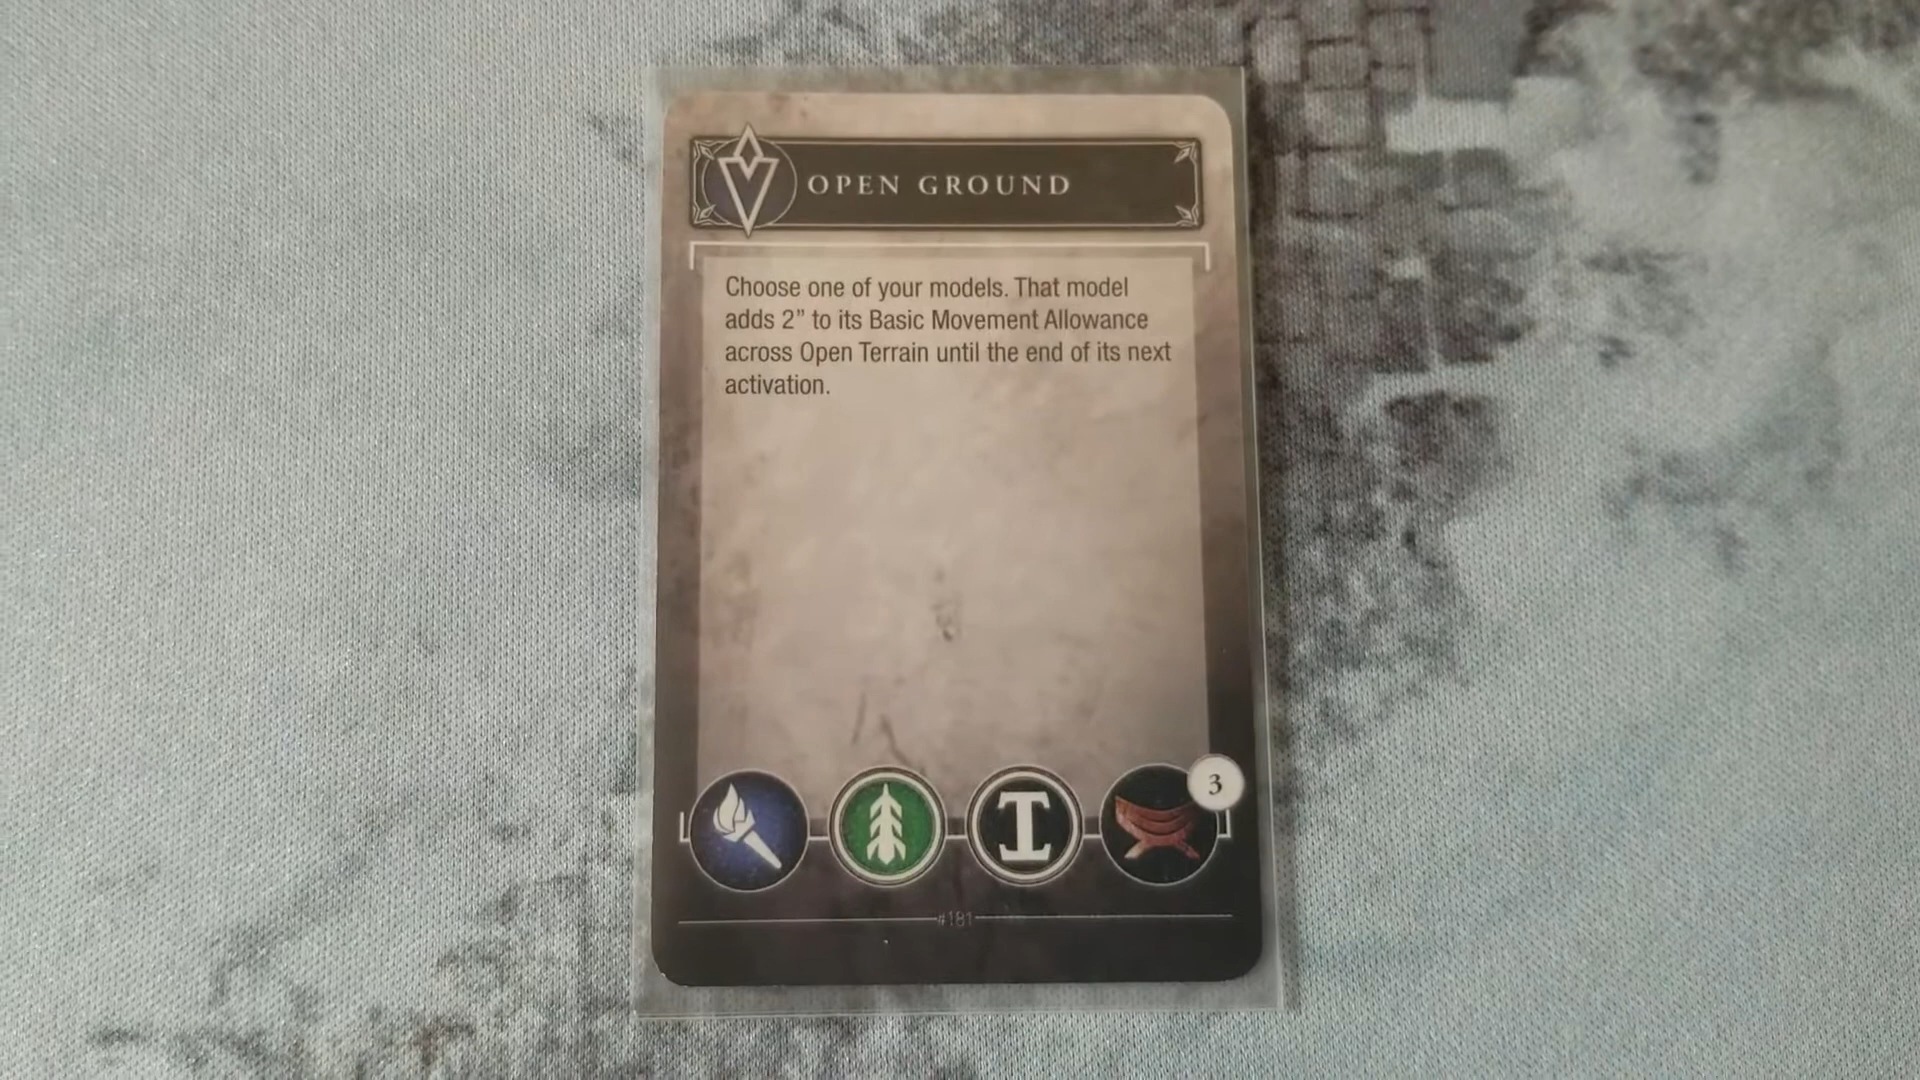 OPEN GROUND
Choose one of your models. That model
adds 2” to its Basic Movement Allowance
across Open Terrain until the end of its next
activation.
3
#181